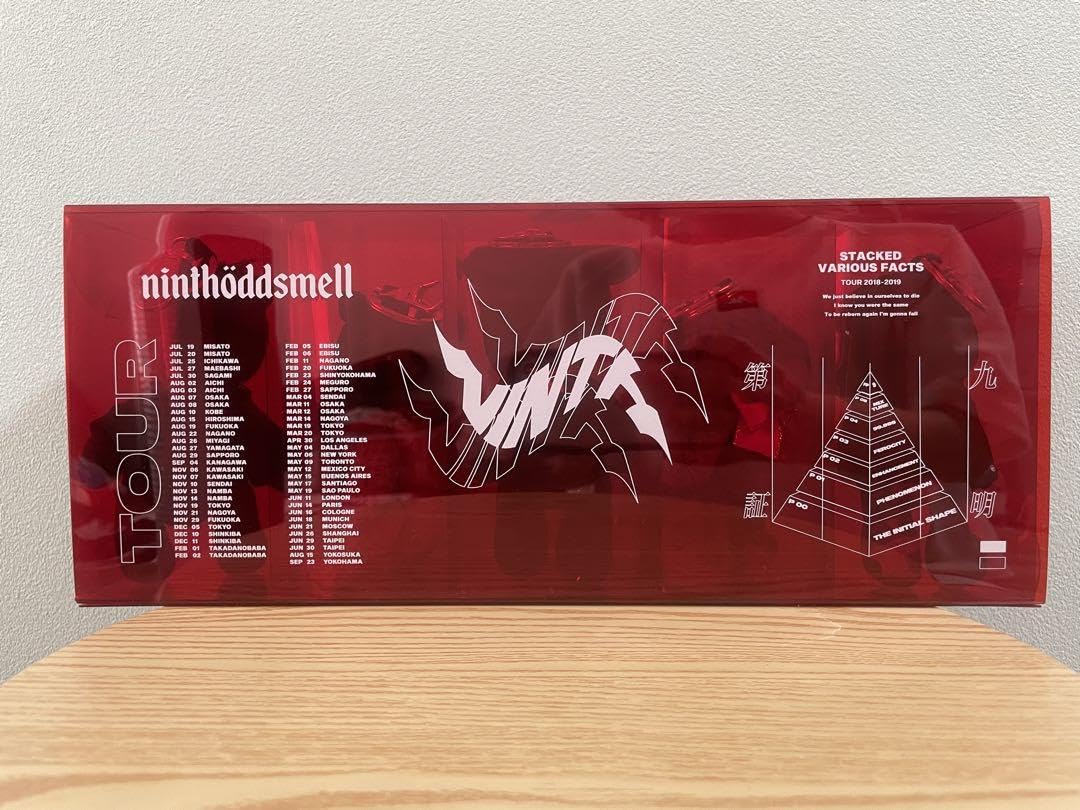 ninthöddsmell
TOUR
JUL 19 MISATO
JUL 20 MISATO
JUL 25 ICHIKAWA
JUL 27 MAEBASHI
JUL 30 SAGAMI
AUG 02 AICHI
AUG 03 AICHI
AUG 07 OSAKA
AUG 08 OSAKA
AUG 10 KOBE
AUG 15 HIROSHIMA
AUG 19 FUKUOKA
AUG 22 NAGANO
AUG 26 MIYAGI
AUG 27 YAMAGATA
AUG 29 SAPPORO
SEP 04 KANAGAWA
NOV 06 KAWASAKI
NOV 07 KAWASAKI
NOV 10 SENDAI
NOV 13 NAMBA
NOV 14 NAMBA
NOV 19 TOKYO
NOV 21 NAGOYA
NOV 29 FUKUOKA
DEC 05 TOKYO
DEC 10 SHINKIBA
DEC 11 SHINKIBA
FEB 01 TAKADANOBABA
FEB 02 TAKADANOBABA
FEB 05 EBISU
FEB 06 EBISU
FEB 11 NAGANO
FEB 20 FUKUOKA
FEB 23 SHINYOKOHAMA
FEB 24 MEGURO
FEB 27 SAPPORO
MAR 04 SENDAI
MAR 11 OSAKA
MAR 12 OSAKA
MAR 14 NAGOYA
MAR 19 TOKYO
MAR 20 TOKYO
APR 30 LOS ANGELES
MAY 04 DALLAS
MAY 06 NEW YORK
MAY 09 TORONTO
MAY 12 MEXICO CITY
MAY 15 BUENOS AIRES
MAY 17 SANTIAGO
MAY 19 SAO PAULO
JUN 11 LONDON
JUN 14 PARIS
JUN 16 COLOGNE
JUN 18 MUNICH
JUN 21 MOSCOW
JUN 26 SHANGHAI
JUN 29 TAIPEI
JUN 30 TAIPEI
AUG 15 YOKOSUKA
SEP 23 YOKOHAMA
STACKED
VARIOUS FACTS
TOUR 2018-2019
We just believe in ourselves to die
I know you were the same
To be reborn again I'm gonna fall
第九
証明
MIX
TURE
P 04 99.999
P 03 FEROCITY
P 02 ENHANCEMENT
P 01 PHENOMENON
P 00 THE INITIAL SHAPE